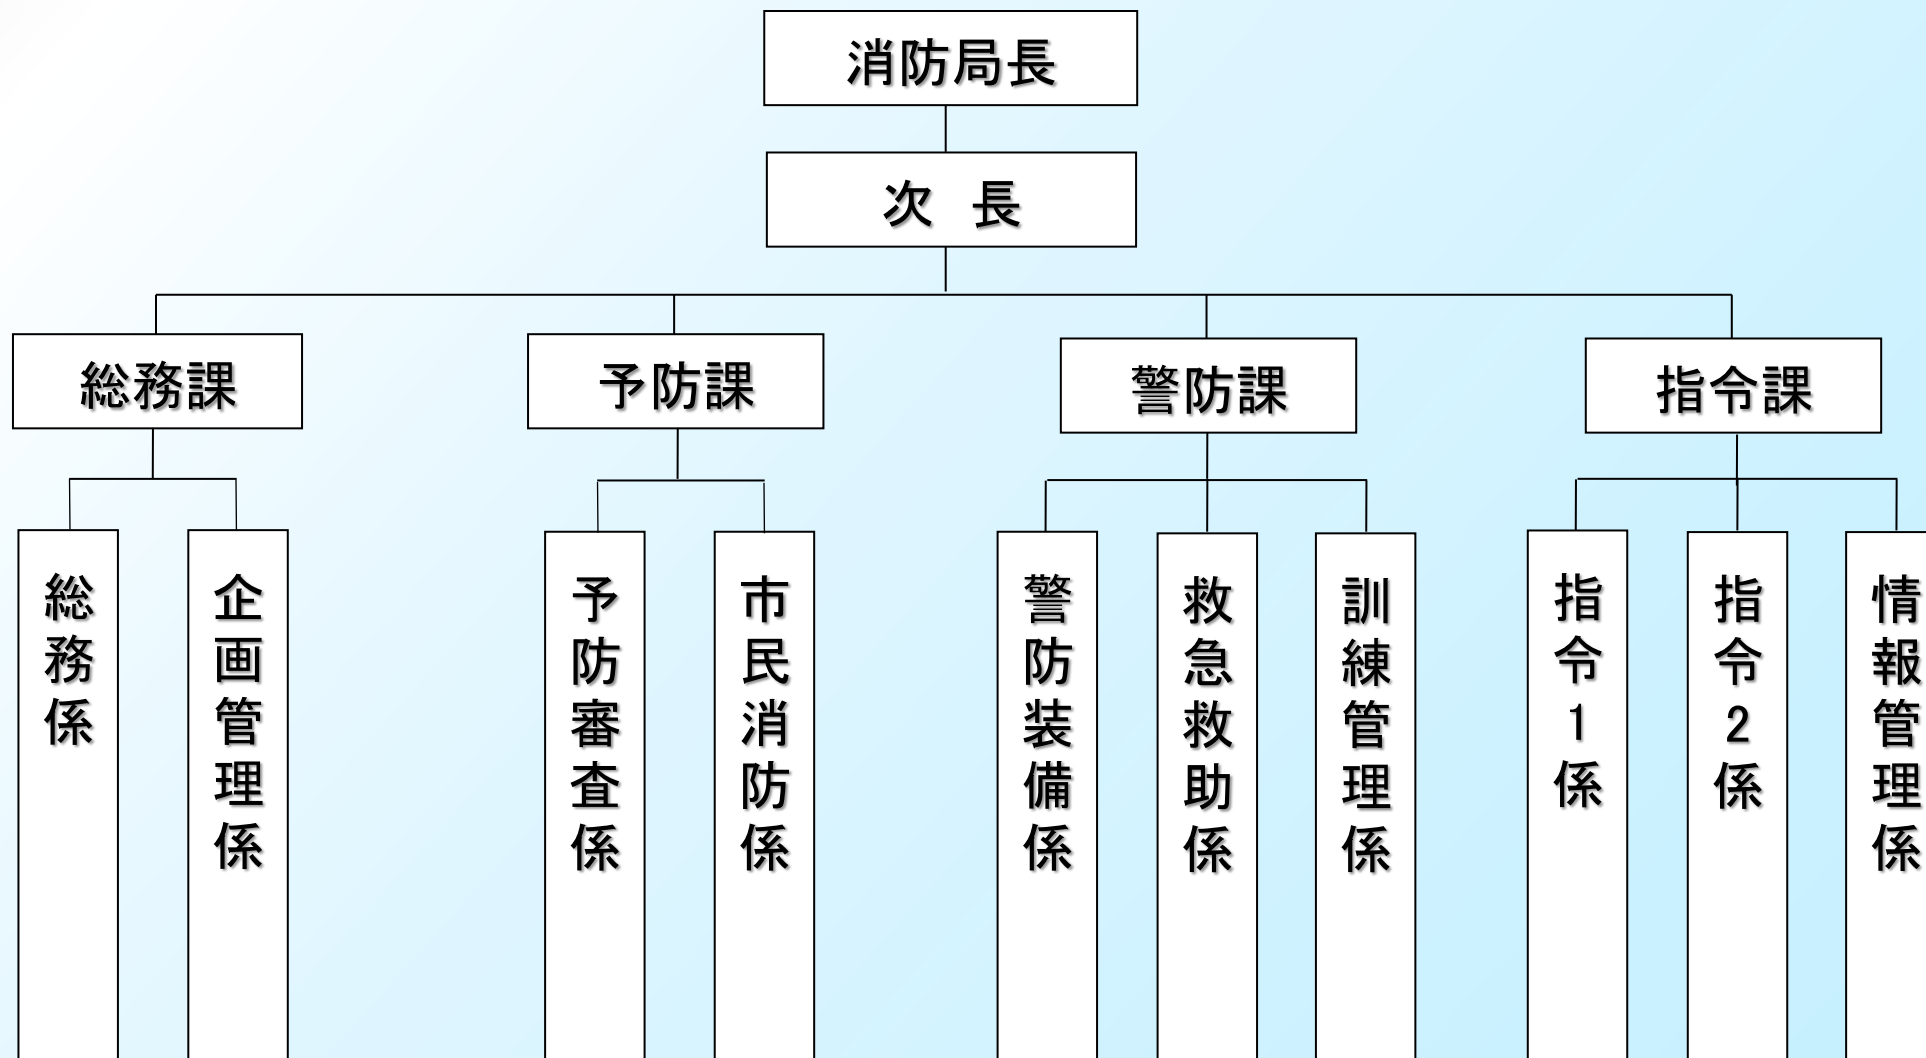 消防局長
次　長
総務課
予防課
警防課
指令課
総務係
企画管理係
予防審査係
市民消防係
警防装備係
救急救助係
訓練管理係
指令1係
指令2係
情報管理係